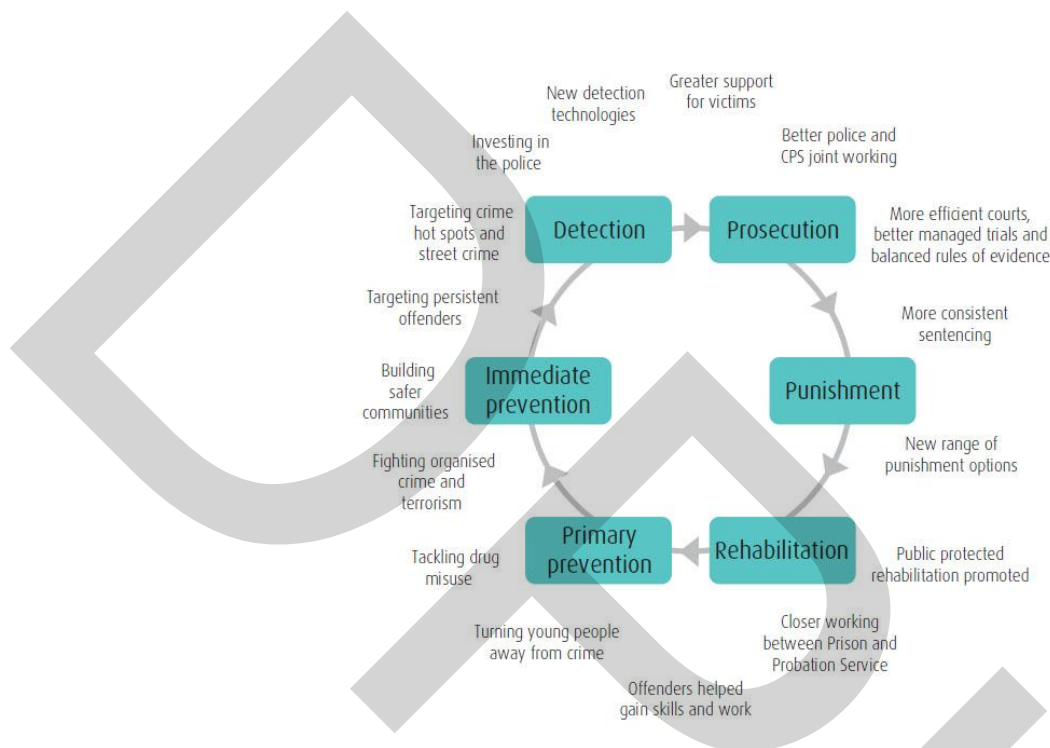 Greater support
for victims
New detection
technologies
Better police and
CPS joint working
Investing in
the police
Targeting crime
hot spots and
street crime
Detection
Prosecution
More efficient courts,
better managed trials and
balanced rules of evidence
Targeting persistent
offenders
More consistent
sentencing
Building
safer
communities
Immediate
prevention
Punishment
New range of
punishment options
Fighting organised
crime and
terrorism
Primary
prevention
Rehabilitation
Public protected
rehabilitation promoted
Tackling drug
misuse
Closer working
between Prison and
Probation Service
Turning young people
away from crime
Offenders helped
gain skills and work